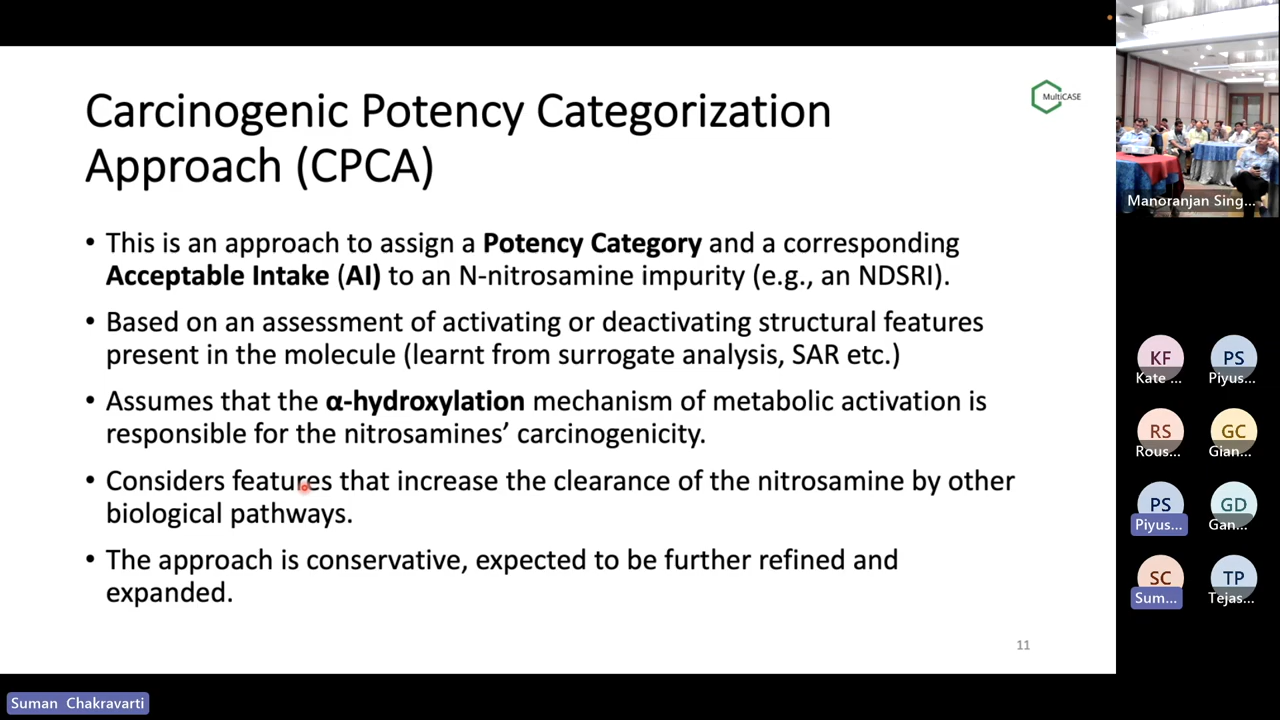 Carcinogenic Potency Categorization
Approach (CPCA)
MultiCASE
• This is an approach to assign a Potency Category and a corresponding
Acceptable Intake (AI) to an N-nitrosamine impurity (e.g., an NDSRI).
• Based on an assessment of activating or deactivating structural features
present in the molecule (learnt from surrogate analysis, SAR etc.)
• Assumes that the α-hydroxylation mechanism of metabolic activation is
responsible for the nitrosamines’ carcinogenicity.
• Considers features that increase the clearance of the nitrosamine by other
biological pathways.
• The approach is conservative, expected to be further refined and
expanded.
11
Suman Chakravarti
Manoranjan Sing...
KF
Kate ...
PS
Piyus...
RS
Rous...
GC
Gian...
PS
Piyus...
GD
Gan...
SC
Sum...
TP
Tejas...